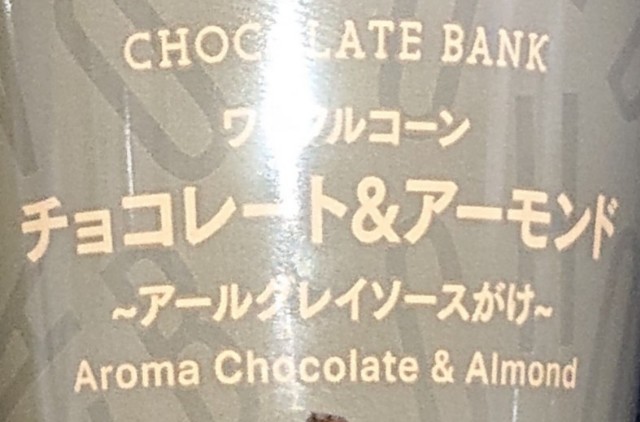 CHOCOLATE BANK
ワッフルコーン
チョコレート&アーモンド
~アールグレイソースがけ~
Aroma Chocolate & Almond